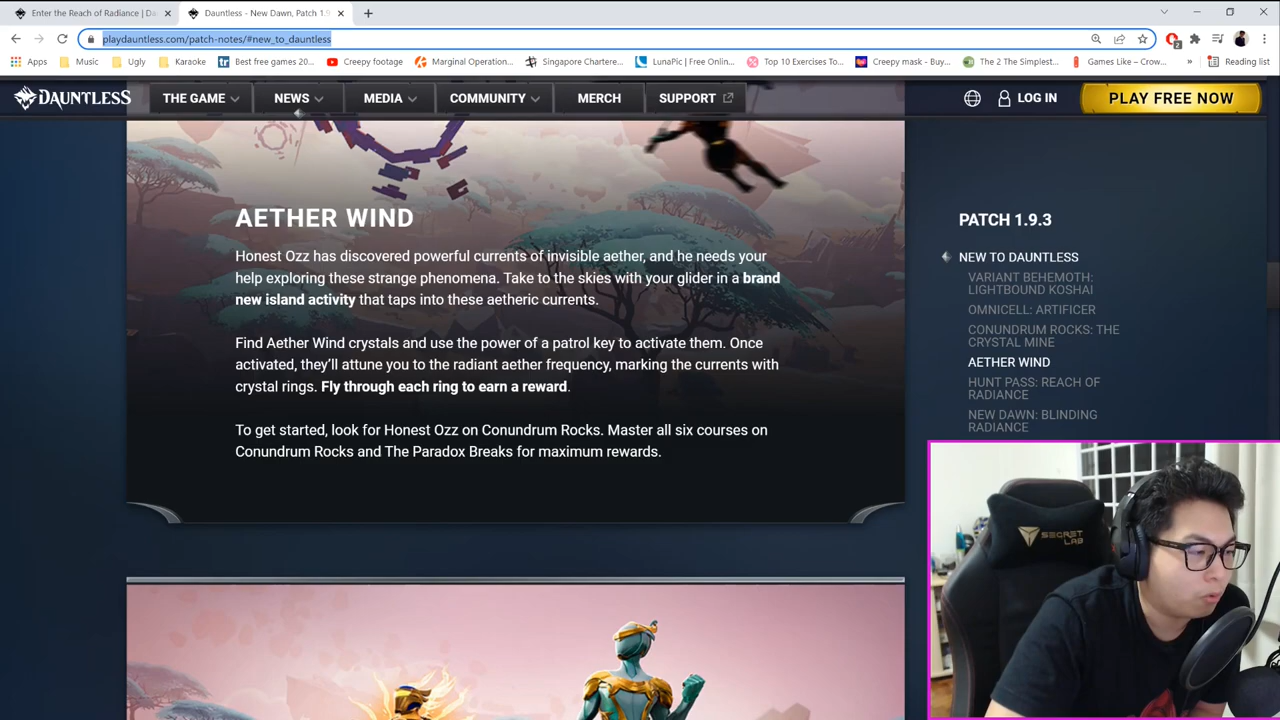 Enter the Reach of Radiance | Da
Dauntless - New Dawn, Patch 1.9
playdauntless.com/patch-notes/#new_to_dauntless
2
Apps
Music
Ugly
Karaoke
Best free games 20...
Creepy footage
Marginal Operation...
Singapore Chartere...
LunaPic | Free Onlin...
Top 10 Exercises To...
Creepy mask - Buy...
The 2 The Simplest...
Games Like – Crow...
»
Reading list
DAUNTLESS
THE GAME
NEWS
MEDIA
COMMUNITY
MERCH
SUPPORT
LOG IN
PLAY FREE NOW
AETHER WIND
Honest Ozz has discovered powerful currents of invisible aether, and he needs your
help exploring these strange phenomena. Take to the skies with your glider in a brand
new island activity that taps into these aetheric currents.
Find Aether Wind crystals and use the power of a patrol key to activate them. Once
activated, they'll attune you to the radiant aether frequency, marking the currents with
crystal rings. Fly through each ring to earn a reward.
To get started, look for Honest Ozz on Conundrum Rocks. Master all six courses on
Conundrum Rocks and The Paradox Breaks for maximum rewards.
PATCH 1.9.3
NEW TO DAUNTLESS
VARIANT BEHEMOTH:
LIGHTBOUND KOSHAI
OMNICELL: ARTIFICER
CONUNDRUM ROCKS: THE
CRYSTAL MINE
AETHER WIND
HUNT PASS: REACH OF
RADIANCE
NEW DAWN: BLINDING
RADIANCE
SECRET
LAB